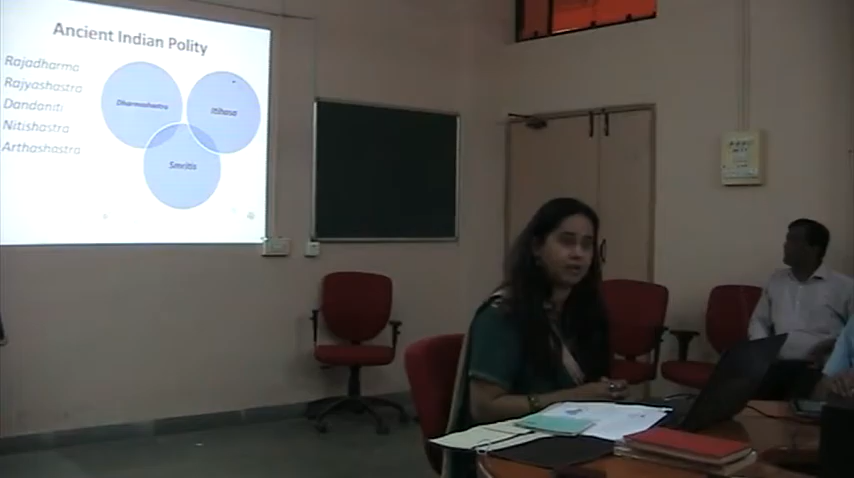 Ancient Indian Polity
Rajadharma
Rajyashastra
Dandaniti
Nitishastra
Arthashastra
Dharmashastra
Itihasa
Smritis